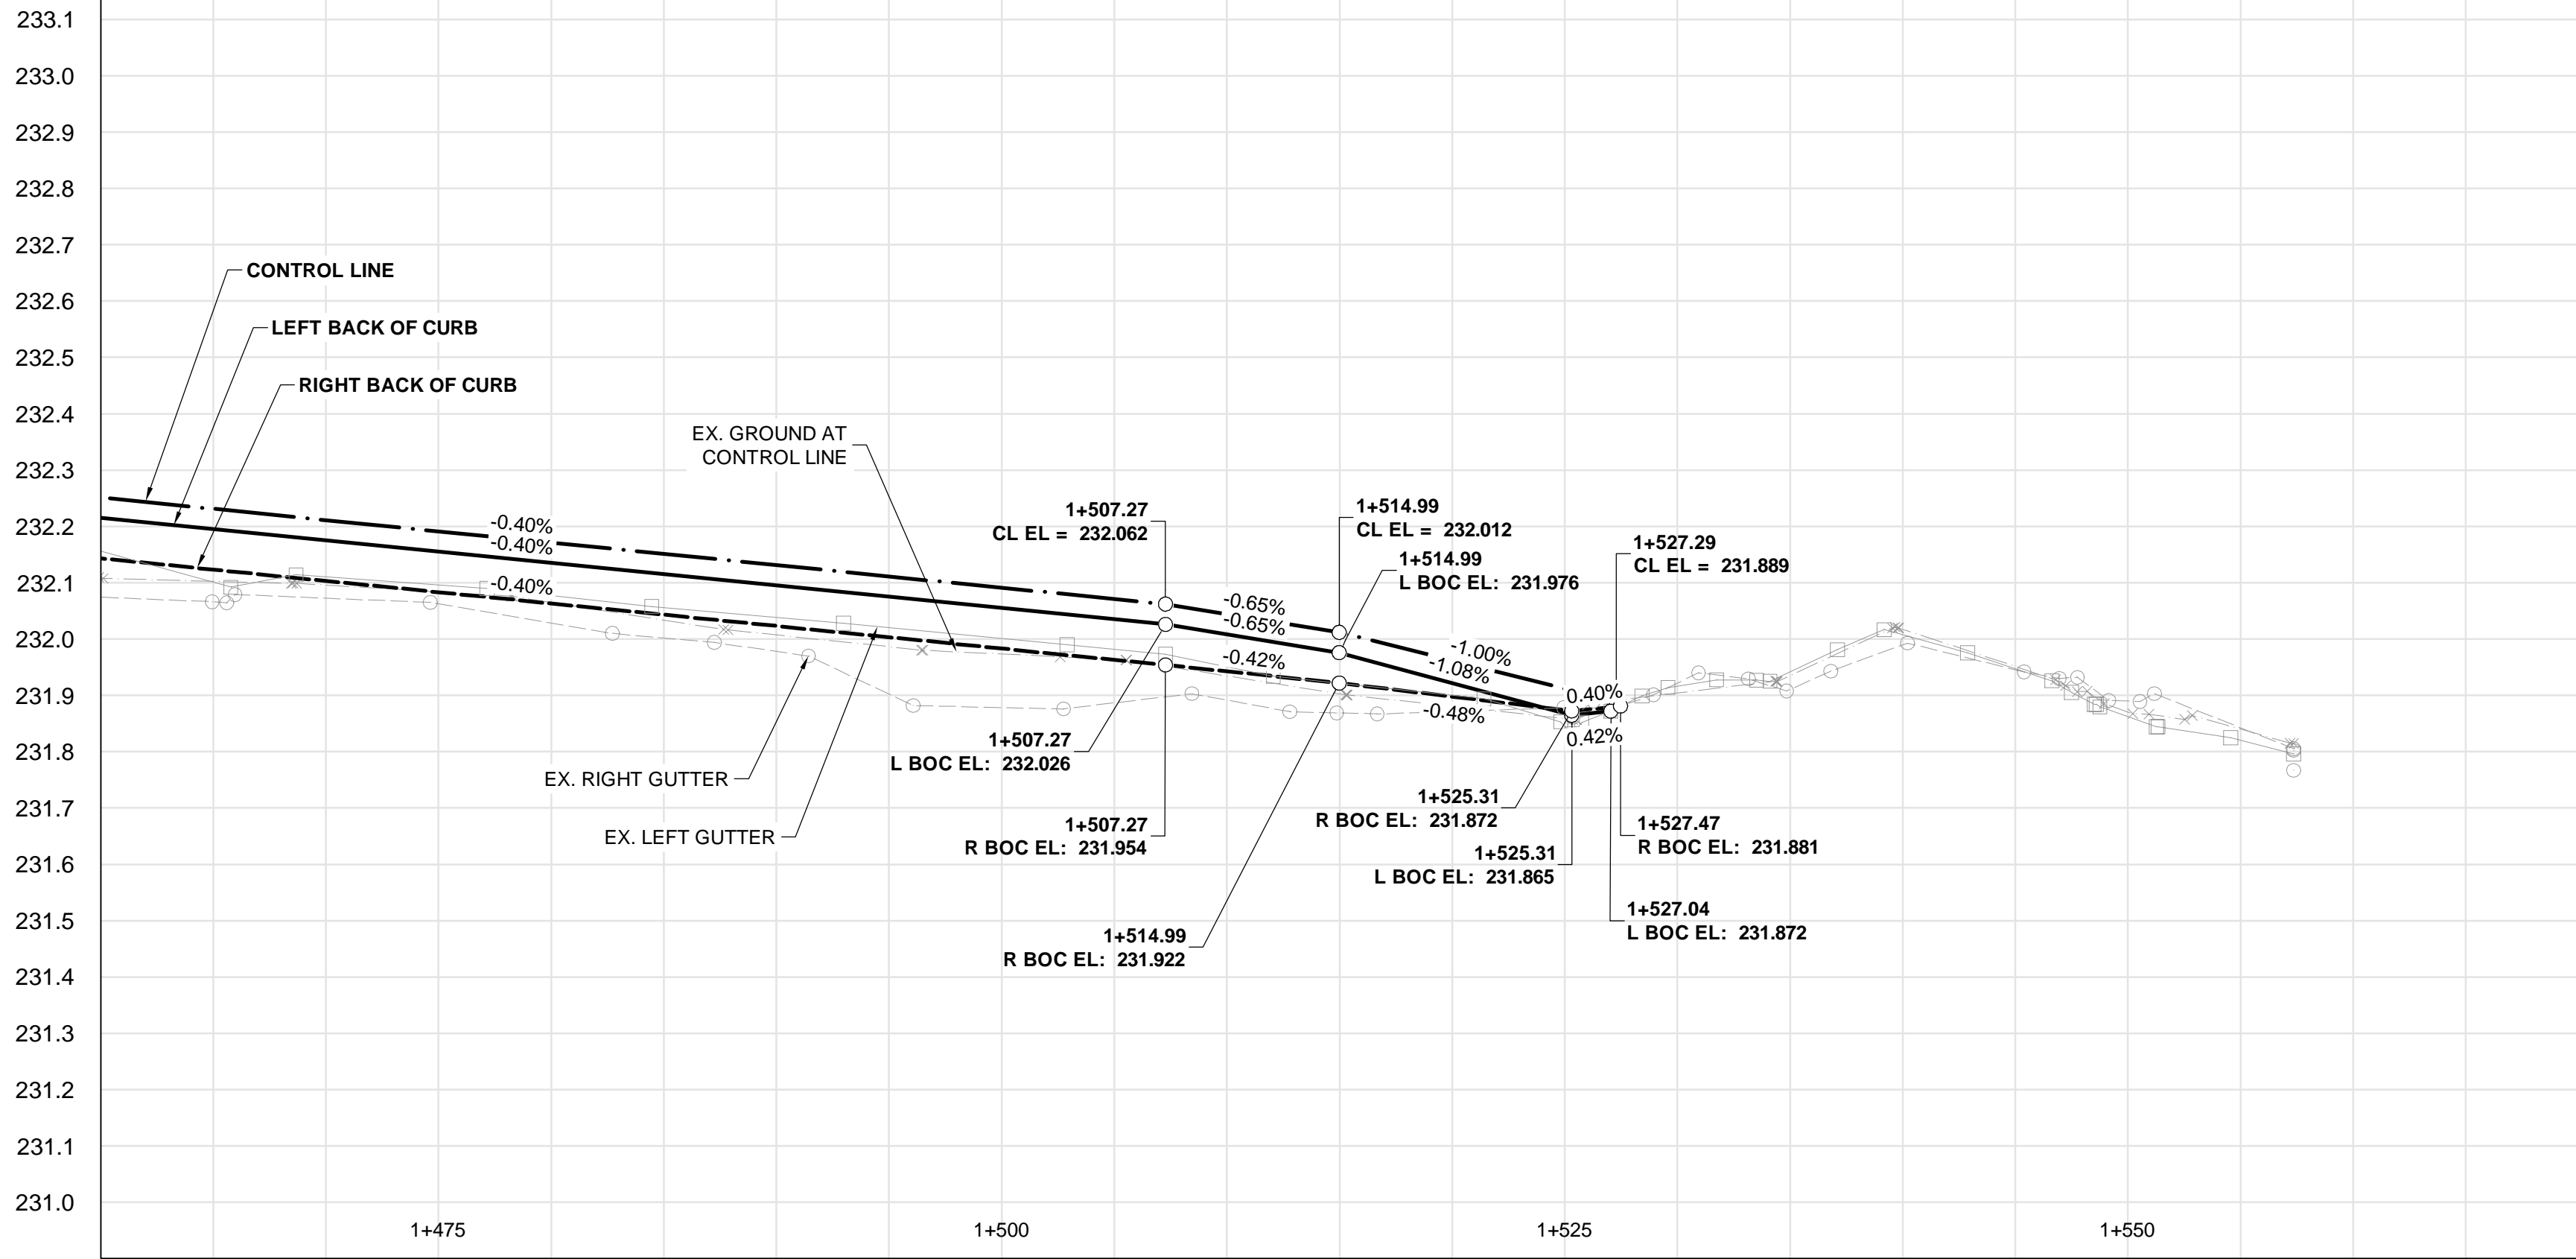 233.1
233.0
232.9
232.8
232.7
232.6
232.5
232.4
232.3
232.2
232.1
232.0
231.9
231.8
231.7
231.6
231.5
231.4
231.3
231.2
231.1
231.0
CONTROL LINE
LEFT BACK OF CURB
RIGHT BACK OF CURB
EX. GROUND AT
CONTROL LINE
-0.40%
-0.40%
-0.40%
1+507.27
CL EL = 232.062
1+514.99
CL EL = 232.012
1+514.99
L BOC EL: 231.976
1+527.29
CL EL = 231.889
-0.65%
-0.65%
-0.42%
-1.00%
-1.08%
-0.48%
0.40%
0.42%
EX. RIGHT GUTTER
EX. LEFT GUTTER
1+507.27
L BOC EL: 232.026
1+507.27
R BOC EL: 231.954
1+514.99
R BOC EL: 231.922
1+525.31
R BOC EL: 231.872
1+525.31
L BOC EL: 231.865
1+527.47
R BOC EL: 231.881
1+527.04
L BOC EL: 231.872
1+475
1+500
1+525
1+550